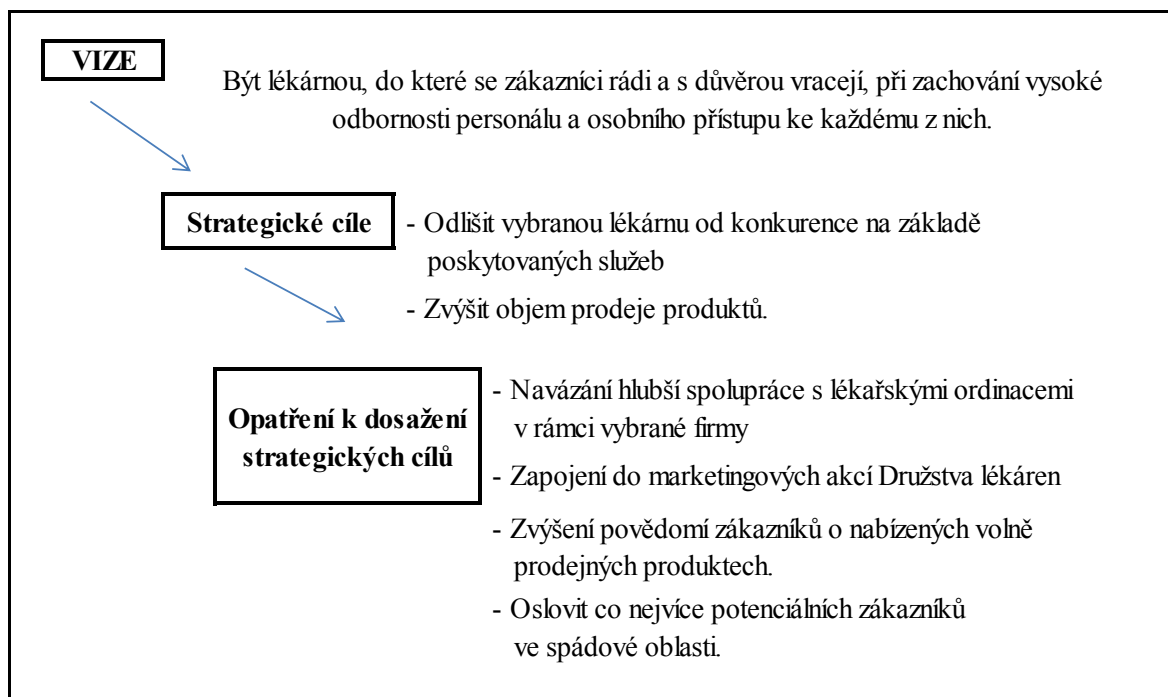 VIZE
Být lékárnou, do které se zákazníci rádi a s důvěrou vracejí, při zachování vysoké
odbornosti personálu a osobního přístupu ke každému z nich.
Strategické cíle
- Odlišit vybranou lékárnu od konkurence na základě
poskytovaných služeb
- Zvýšit objem prodeje produktů.
Opatření k dosažení
strategických cílů
- Navázání hlubší spolupráce s lékařskými ordinacemi
v rámci vybrané firmy
- Zapojení do marketingových akcí Družstva lékáren
- Zvýšení povědomí zákazníků o nabízených volně
prodejných produktech.
- Oslovit co nejvíce potenciálních zákazníků
ve spádové oblasti.